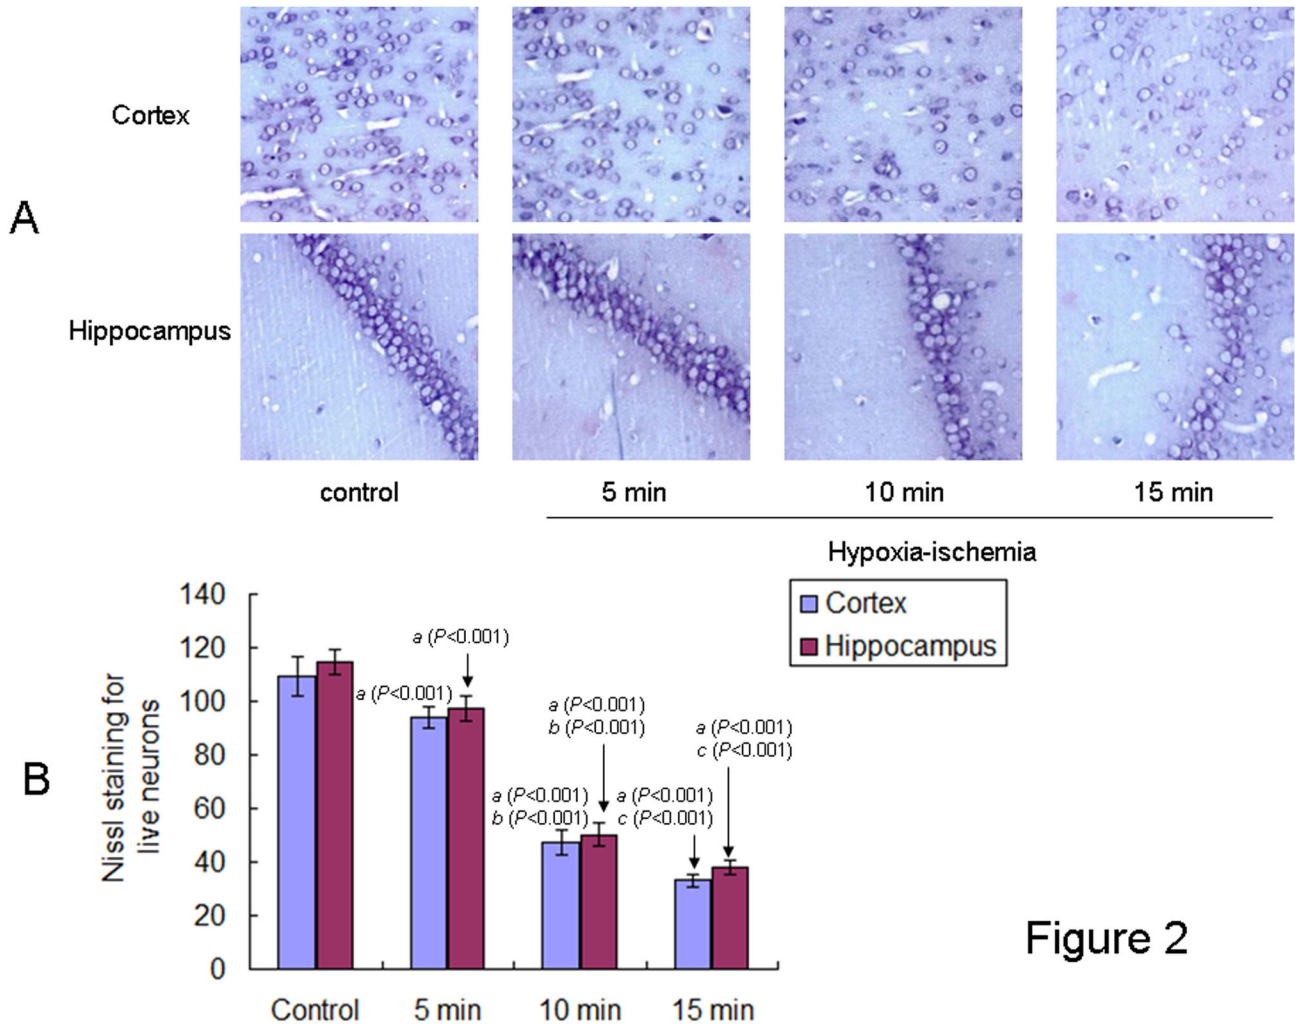 A
Cortex
Hippocampus
control
5 min
10 min
15 min
Hypoxia-ischemia
B
Nissl staining for
live neurons
140
120
100
80
60
40
20
0
Cortex
Hippocampus
a (P<0.001)
a (P<0.001)
a (P<0.001)
b (P<0.001)
a (P<0.001)
b (P<0.001)
a (P<0.001)
c (P<0.001)
a (P<0.001)
c (P<0.001)
Control
5 min
10 min
15 min
Figure 2